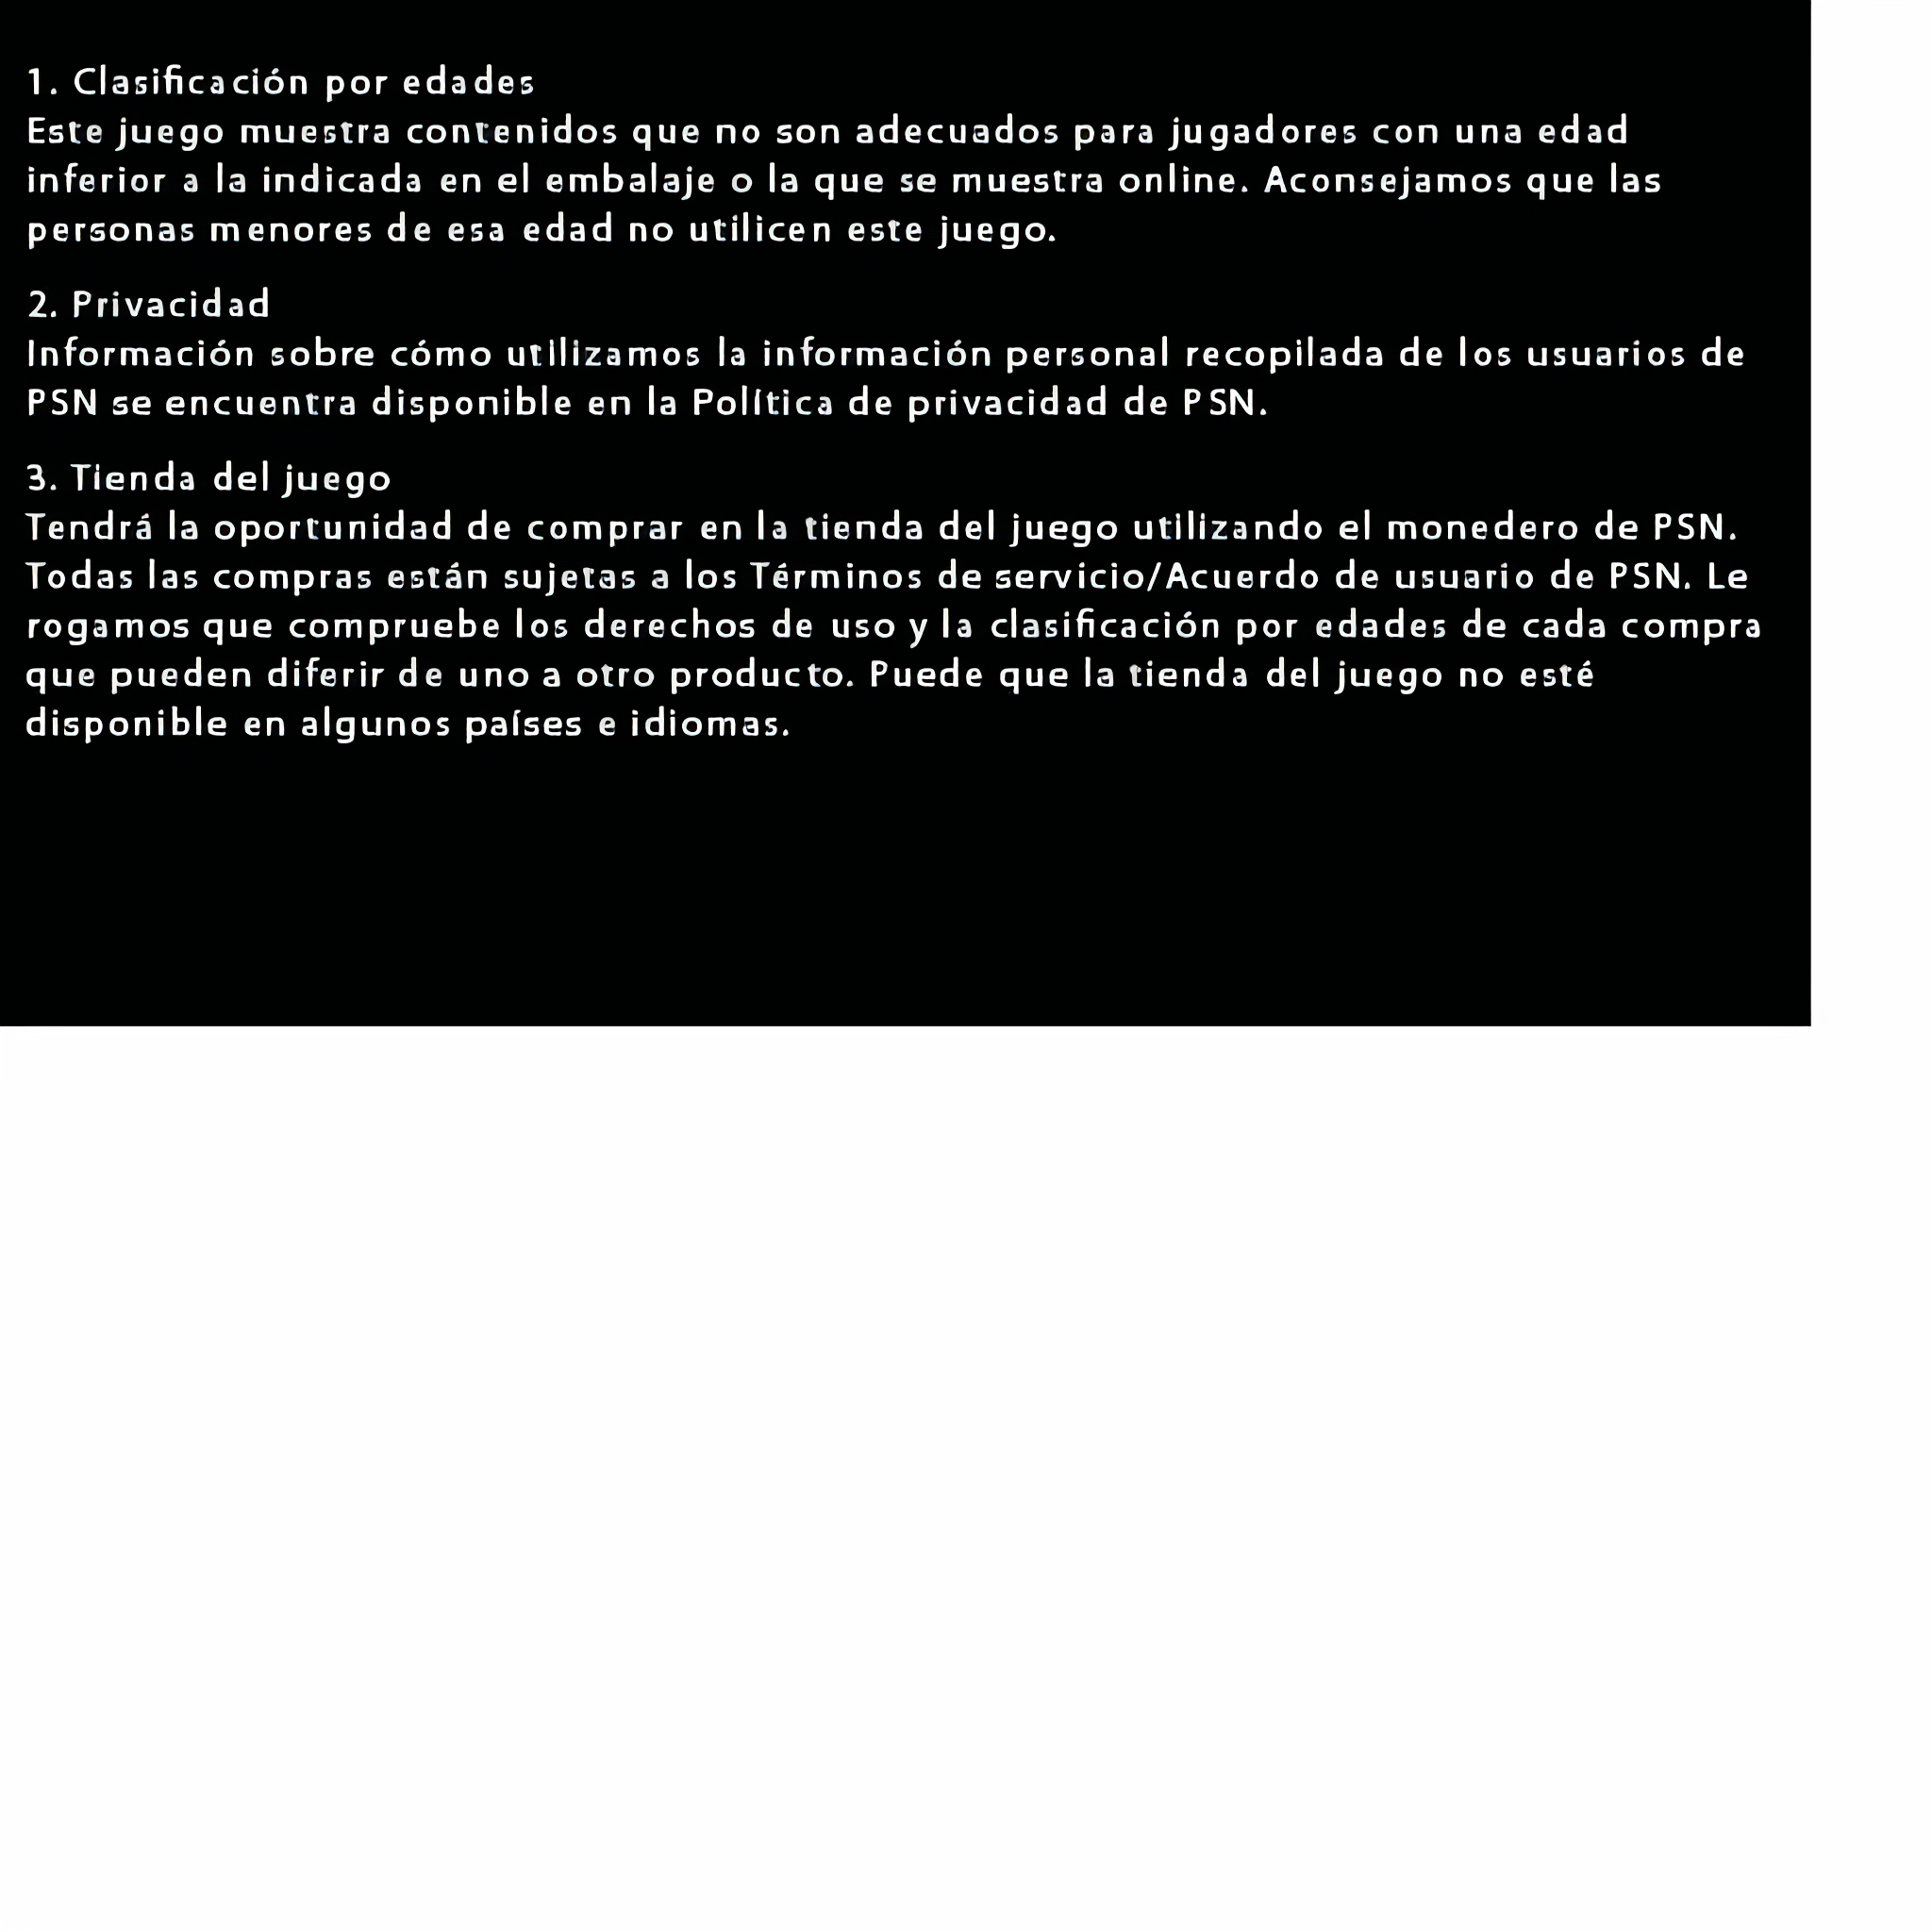 1. Clasificación por edades
Este juego muestra contenidos que no son adecuados para jugadores con una edad
inferior a la indicada en el embalaje o la que se muestra online. Aconsejamos que las
personas menores de esa edad no utilicen este juego.
2. Privacidad
Información sobre cómo utilizamos la información personal recopilada de los usuarios de
PSN se encuentra disponible en la Política de privacidad de PSN.
3. Tienda del juego
Tendrá la oportunidad de comprar en la tienda del juego utilizando el monedero de PSN.
Todas las compras están sujetas a los Términos de servicio/Acuerdo de usuario de PSN. Le
rogamos que compruebe los derechos de uso y la clasificación por edades de cada compra
que pueden diferir de uno a otro producto. Puede que la tienda del juego no esté
disponible en algunos países e idiomas.